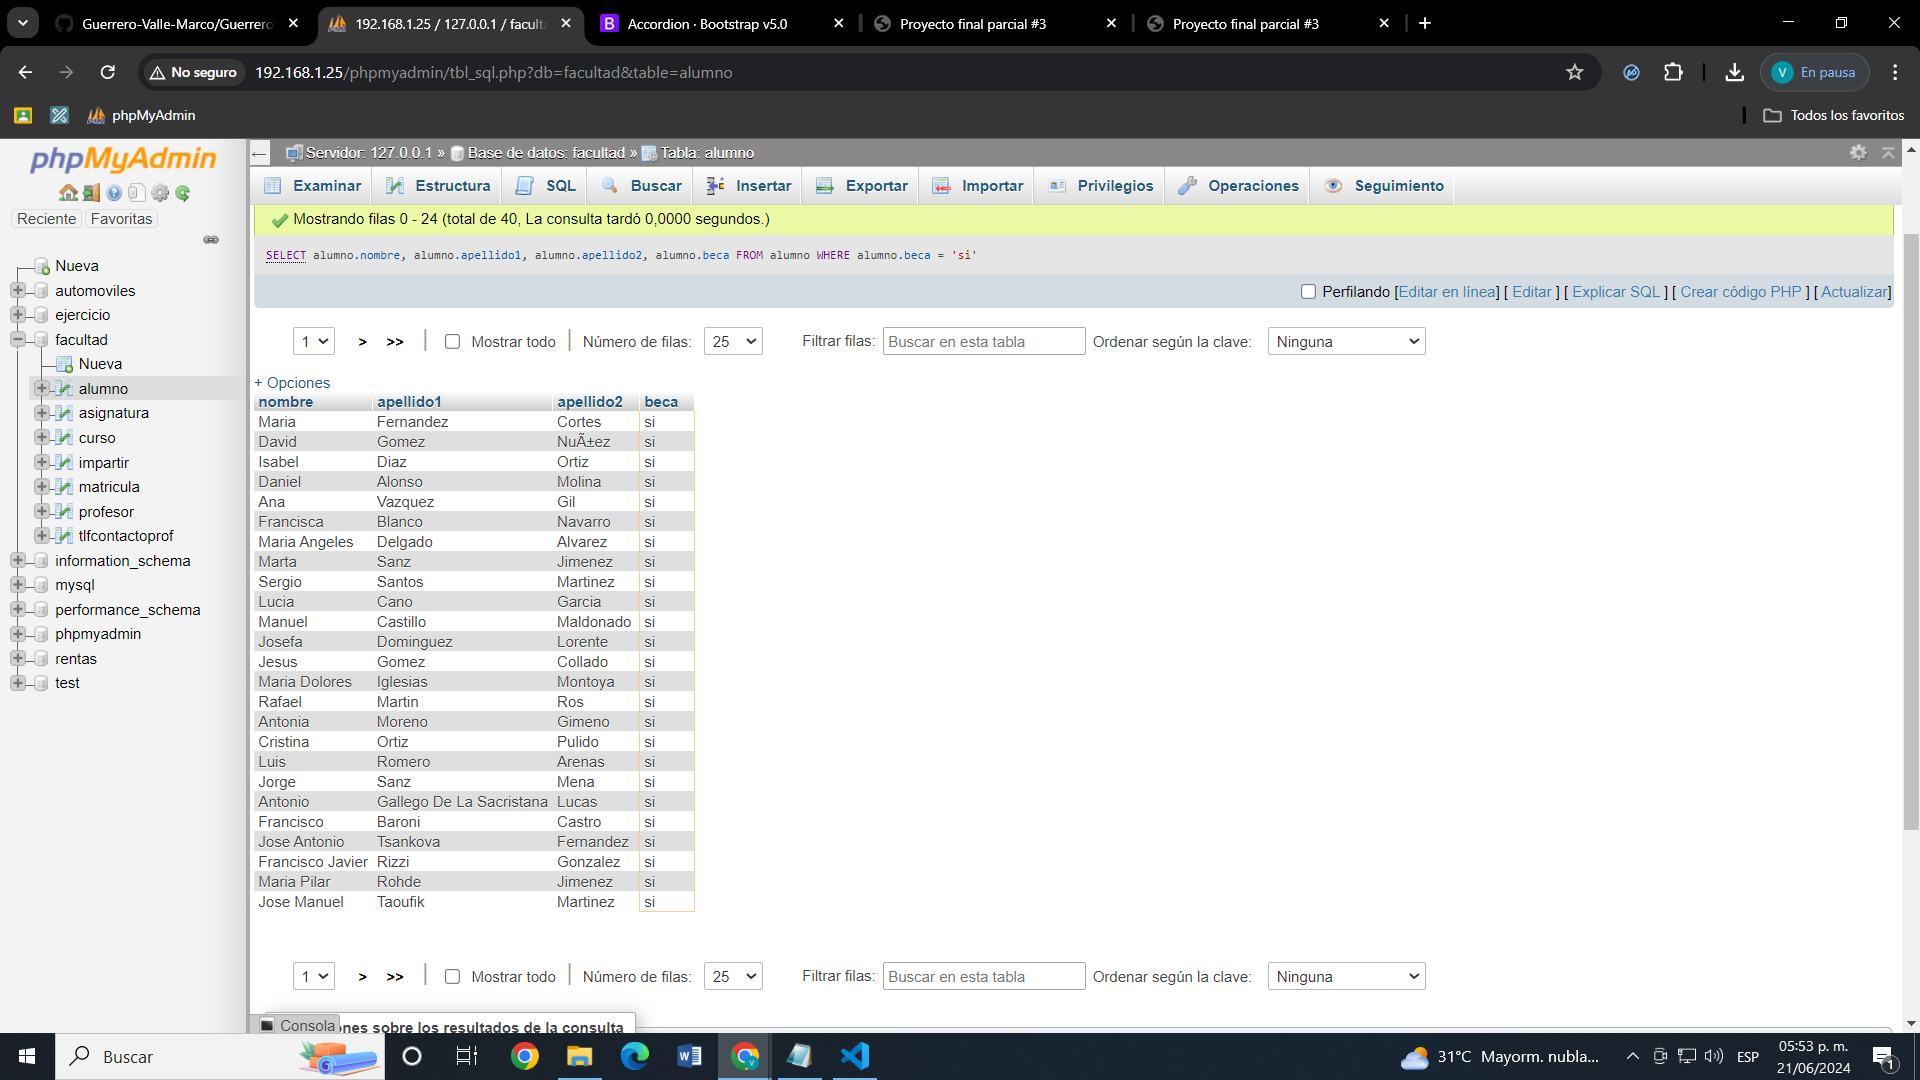 Guerrero-Valle-Marco/Guerrero
192.168.1.25 / 127.0.0.1 / facult
Accordion · Bootstrap v5.0
Proyecto final parcial #3
Proyecto final parcial #3
No seguro
192.168.1.25/phpmyadmin/tbl_sql.php?db=facultad&table=alumno
V En pausa
phpMyAdmin
Todos los favoritos
phpMyAdmin
Reciente Favoritas
Nueva
automoviles
ejercicio
facultad
Nueva
alumno
asignatura
curso
impartir
matricula
profesor
tlfcontactoprof
information_schema
mysql
performance_schema
phpmyadmin
rentas
test
Servidor: 127.0.0.1 » Base de datos: facultad » Tabla: alumno
Examinar Estructura SQL Buscar Insertar Exportar Importar Privilegios Operaciones Seguimiento
Mostrando filas 0 - 24 (total de 40, La consulta tardó 0,0000 segundos.)
SELECT alumno.nombre, alumno.apellido1, alumno.apellido2, alumno.beca FROM alumno WHERE alumno.beca = 'si'
Perfilando [Editar en línea] [ Editar ] [ Explicar SQL ] [ Crear código PHP ] [ Actualizar]
1 > >> | Mostrar todo | Número de filas: 25 Filtrar filas: Buscar en esta tabla Ordenar según la clave: Ninguna
+ Opciones
nombre apellido1 apellido2 beca
Maria Fernandez Cortes si
David Gomez NuÃ±ez si
Isabel Diaz Ortiz si
Daniel Alonso Molina si
Ana Vazquez Gil si
Francisca Blanco Navarro si
Maria Angeles Delgado Alvarez si
Marta Sanz Jimenez si
Sergio Santos Martinez si
Lucia Cano Garcia si
Manuel Castillo Maldonado si
Josefa Dominguez Lorente si
Jesus Gomez Collado si
Maria Dolores Iglesias Montoya si
Rafael Martin Ros si
Antonia Moreno Gimeno si
Cristina Ortiz Pulido si
Luis Romero Arenas si
Jorge Sanz Mena si
Antonio Gallego De La Sacristana Lucas si
Francisco Baroni Castro si
Jose Antonio Tsankova Fernandez si
Francisco Javier Rizzi Gonzalez si
Maria Pilar Rohde Jimenez si
Jose Manuel Taoufik Martinez si
1 > >> | Mostrar todo | Número de filas: 25 Filtrar filas: Buscar en esta tabla Ordenar según la clave: Ninguna
Consola
nes sobre los resultados de la consulta
Buscar
31°C Mayorm. nubla...
ESP
05:53 p. m.
21/06/2024
1